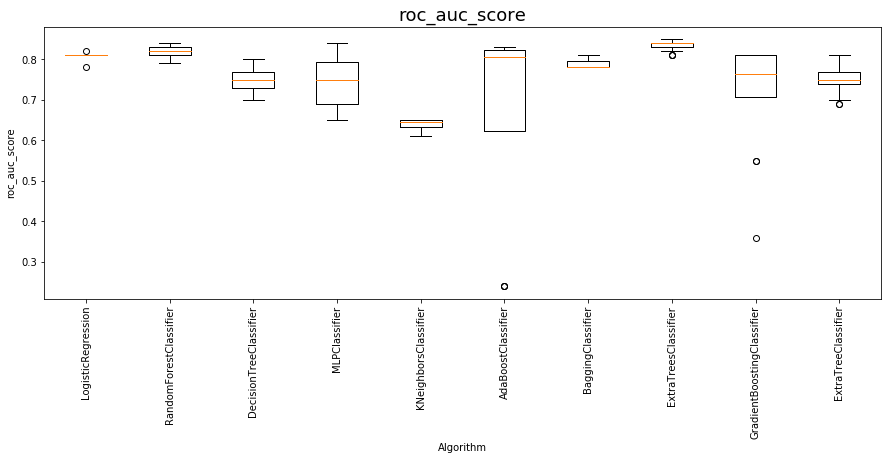 roc_auc_score
roc_auc_score
0.8
0.7
0.6
0.5
0.4
0.3
LogisticRegression
RandomForestClassifier
DecisionTreeClassifier
MLPClassifier
KNeighborsClassifier
AdaBoostClassifier
BaggingClassifier
ExtraTreesClassifier
GradientBoostingClassifier
ExtraTreeClassifier
Algorithm